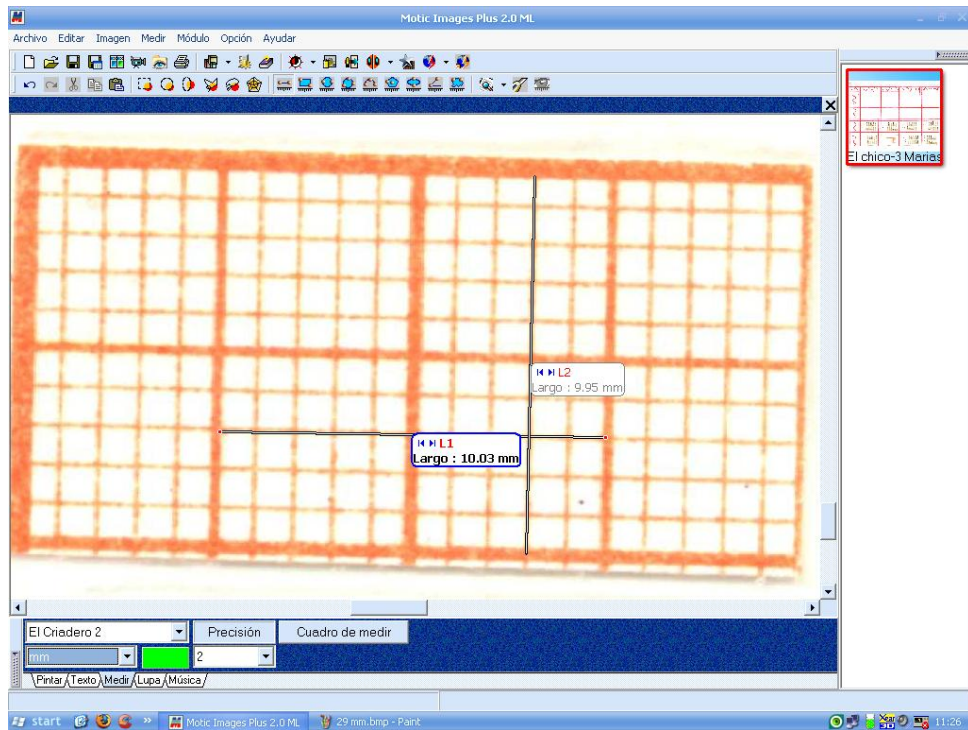 Motic Images Plus 2.0 ML
Archivo Editar Imagen Medir Módulo Opción Ayudar
El chico-3 Marias
L2
Largo : 9.95 mm
L1
Largo : 10.03 mm
El Criadero 2 Precisión Cuadro de medir
mm 2
Pintar Texto Medir Lupa Música
start Motic Images Plus 2.0 ML 29 mm.bmp - Paint 11:26